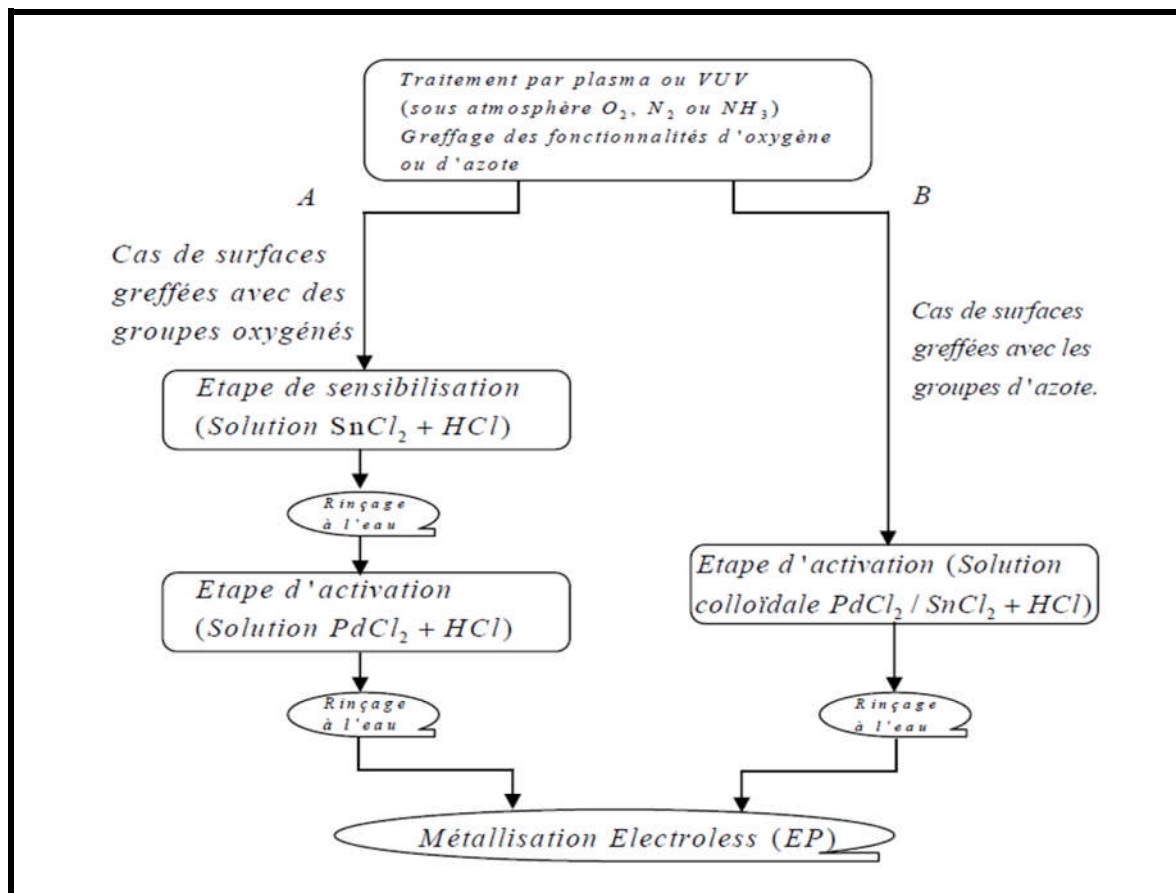 Traitement par plasma ou VUV
(sous atmosphère O₂, N₂ ou NH₃)
Greffage des fonctionnalités d'oxygène
ou d'azote
A
B
Cas de surfaces
greffées avec des
groupes oxygénés
Cas de surfaces
greffées avec les
groupes d'azote.
Etape de sensibilisation
(Solution SnCl₂ + HCl)
Rinçage
à l'eau
Etape d'activation
(Solution PdCl₂ + HCl)
Etape d'activation (Solution
colloïdale PdCl₂ / SnCl₂ + HCl)
Rinçage
à l'eau
Rinçage
à l'eau
Métallisation Electroless (EP)